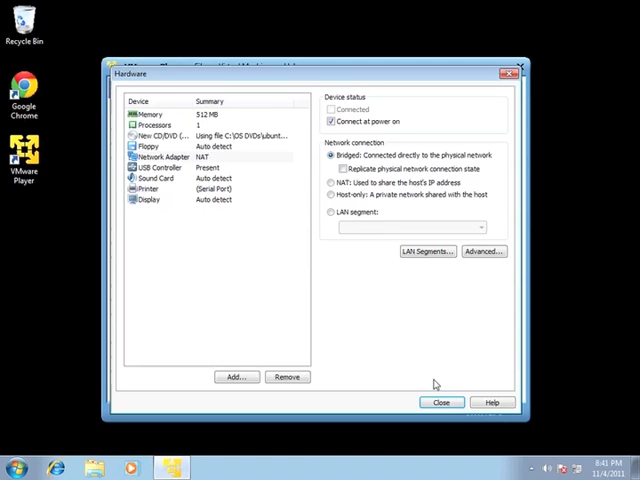 Recycle Bin
Google
Chrome
VMware
Player
Hardware
Device Summary
Memory 512 MB
Processors 1
New CD/DVD (... Using file C:\OS DVDs\ubunt...
Floppy Auto detect
Network Adapter NAT
USB Controller Present
Sound Card Auto detect
Printer (Serial Port)
Display Auto detect
Add...
Remove
Device status
Connected
Connect at power on
Network connection
Bridged: Connected directly to the physical network
Replicate physical network connection state
NAT: Used to share the host's IP address
Host-only: A private network shared with the host
LAN segment:
LAN Segments...
Advanced...
Close
Help
8:41 PM
11/4/2011